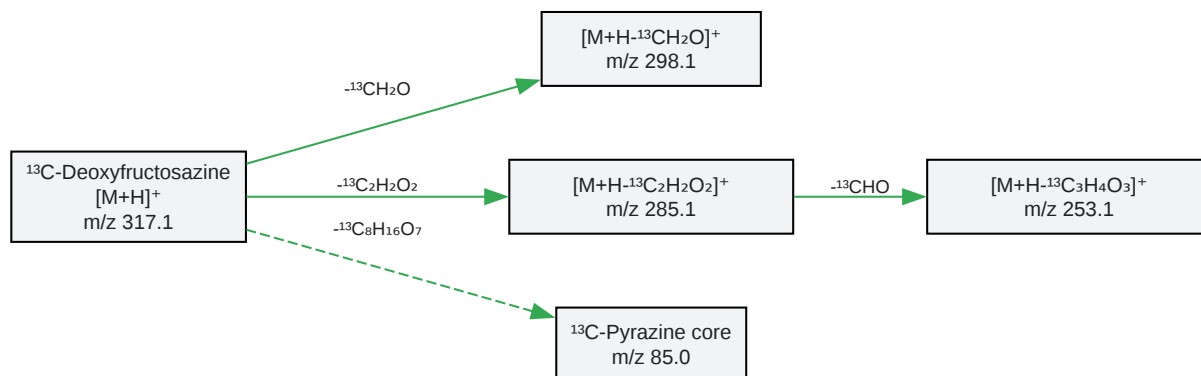 [M+H-¹³CH₂O]⁺
m/z 298.1
-¹³CH₂O
¹³C-Deoxyfructosazine
[M+H]⁺
m/z 317.1
-¹³C₂H₂O₂
[M+H-¹³C₂H₂O₂]⁺
m/z 285.1
-¹³CHO
[M+H-¹³C₃H₄O₃]⁺
m/z 253.1
-¹³C₈H₁₆O₇
¹³C-Pyrazine core
m/z 85.0